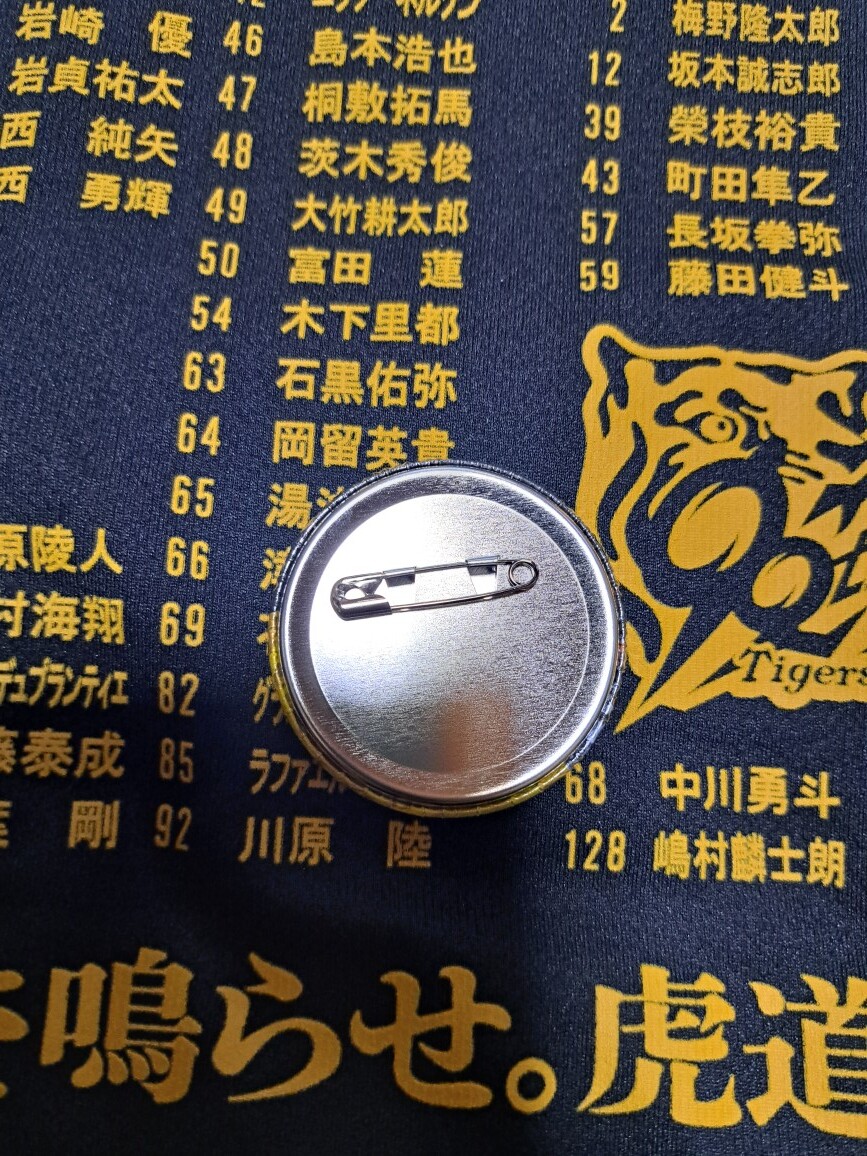 岩崎 優 46 島本浩也 2 梅野隆太郎
岩貞祐太 47 桐敷拓馬 12 坂本誠志郎
西 純矢 48 茨木秀俊 39 榮枝裕貴
西 勇輝 49 大竹耕太郎 43 町田隼乙
50 富田 蓮 57 長坂拳弥
54 木下里都 59 藤田健斗
63 石黒佑弥
64 岡留英貴
65 湯
原陵人 66
村海翔 69
デュプランティエ 82
泰成 85 ラファエル 68 中川勇斗
剛 92 川原 陸 128 嶋村麟士朗
Tigers
鳴らせ。虎道